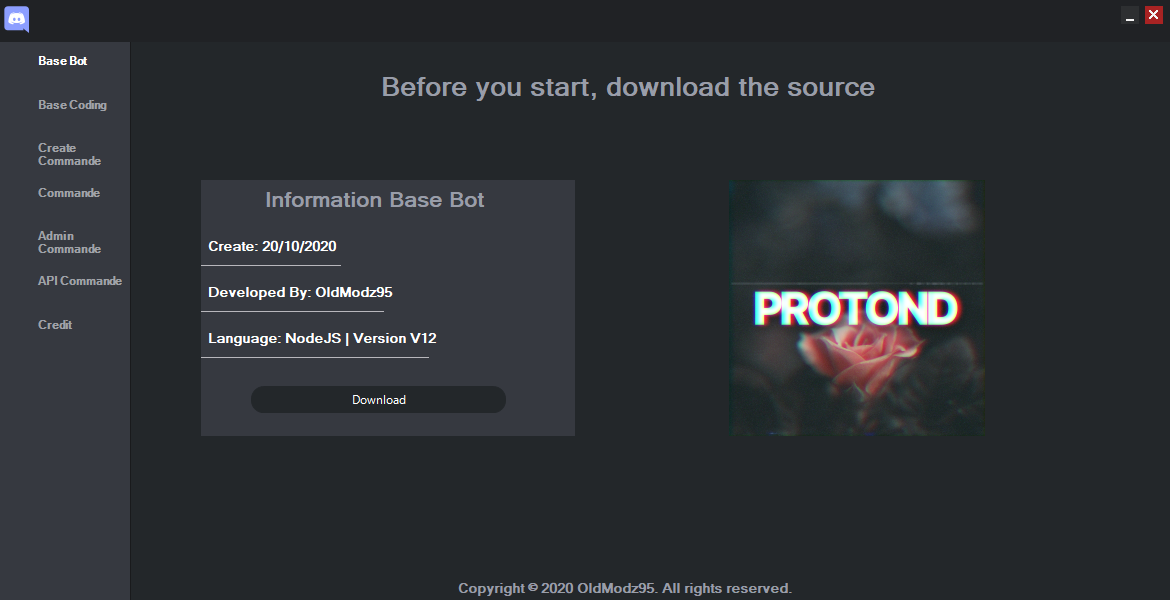 Base Bot
Base Coding
Create
Commande
Commande
Admin
Commande
API Commande
Credit
Before you start, download the source
Information Base Bot
Create: 20/10/2020
Developed By: OldModz95
Language: NodeJS | Version V12
Download
PROTOND
Copyright © 2020 OldModz95. All rights reserved.